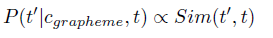 P(t′|c_{grapheme}, t) ∝ Sim(t′, t)